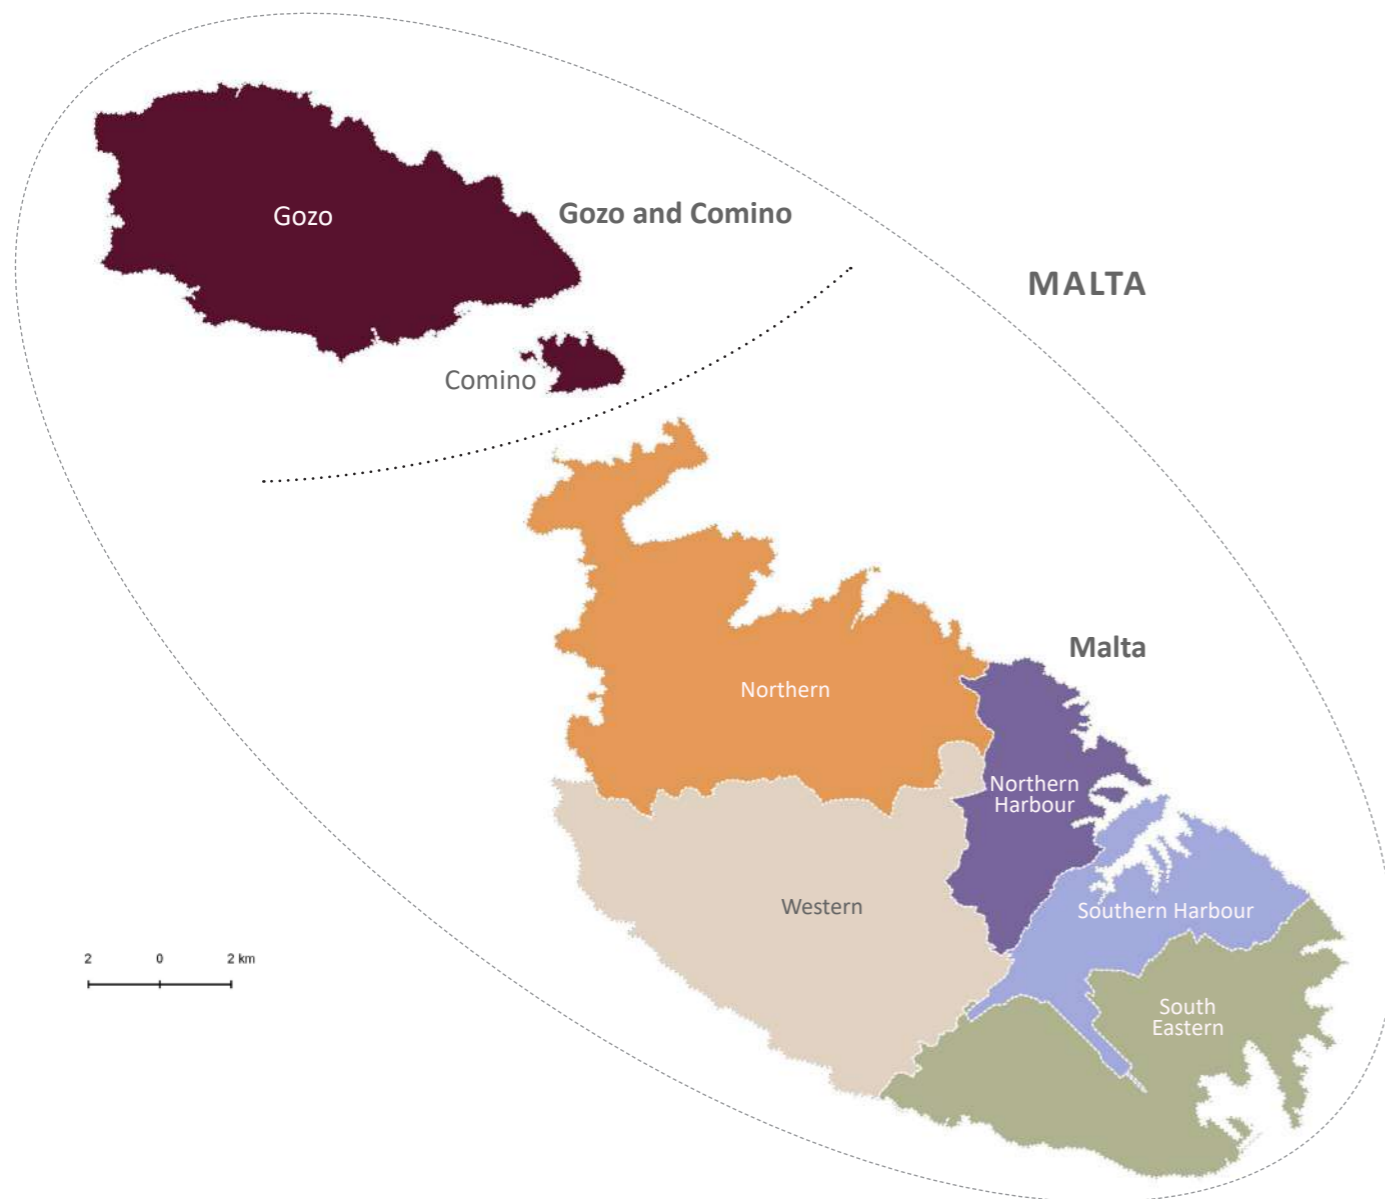 Gozo
Gozo and Comino
MALTA
Comino
Malta
Northern
Northern
Harbour
Western
Southern Harbour
2 0 2 km
South
Eastern